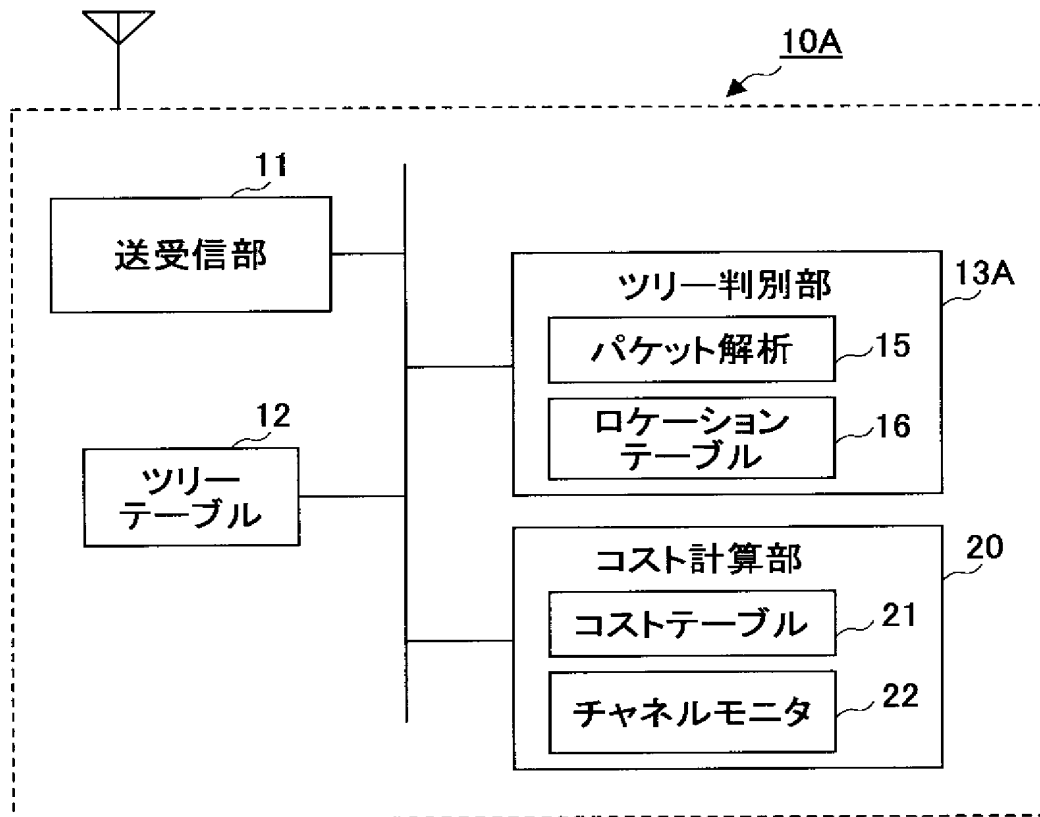 10A
11
送受信部
ツリー判別部
13A
パケット解析
15
ロケーション
テーブル
16
12
ツリー
テーブル
コスト計算部
20
コストテーブル
21
チャネルモニタ
22